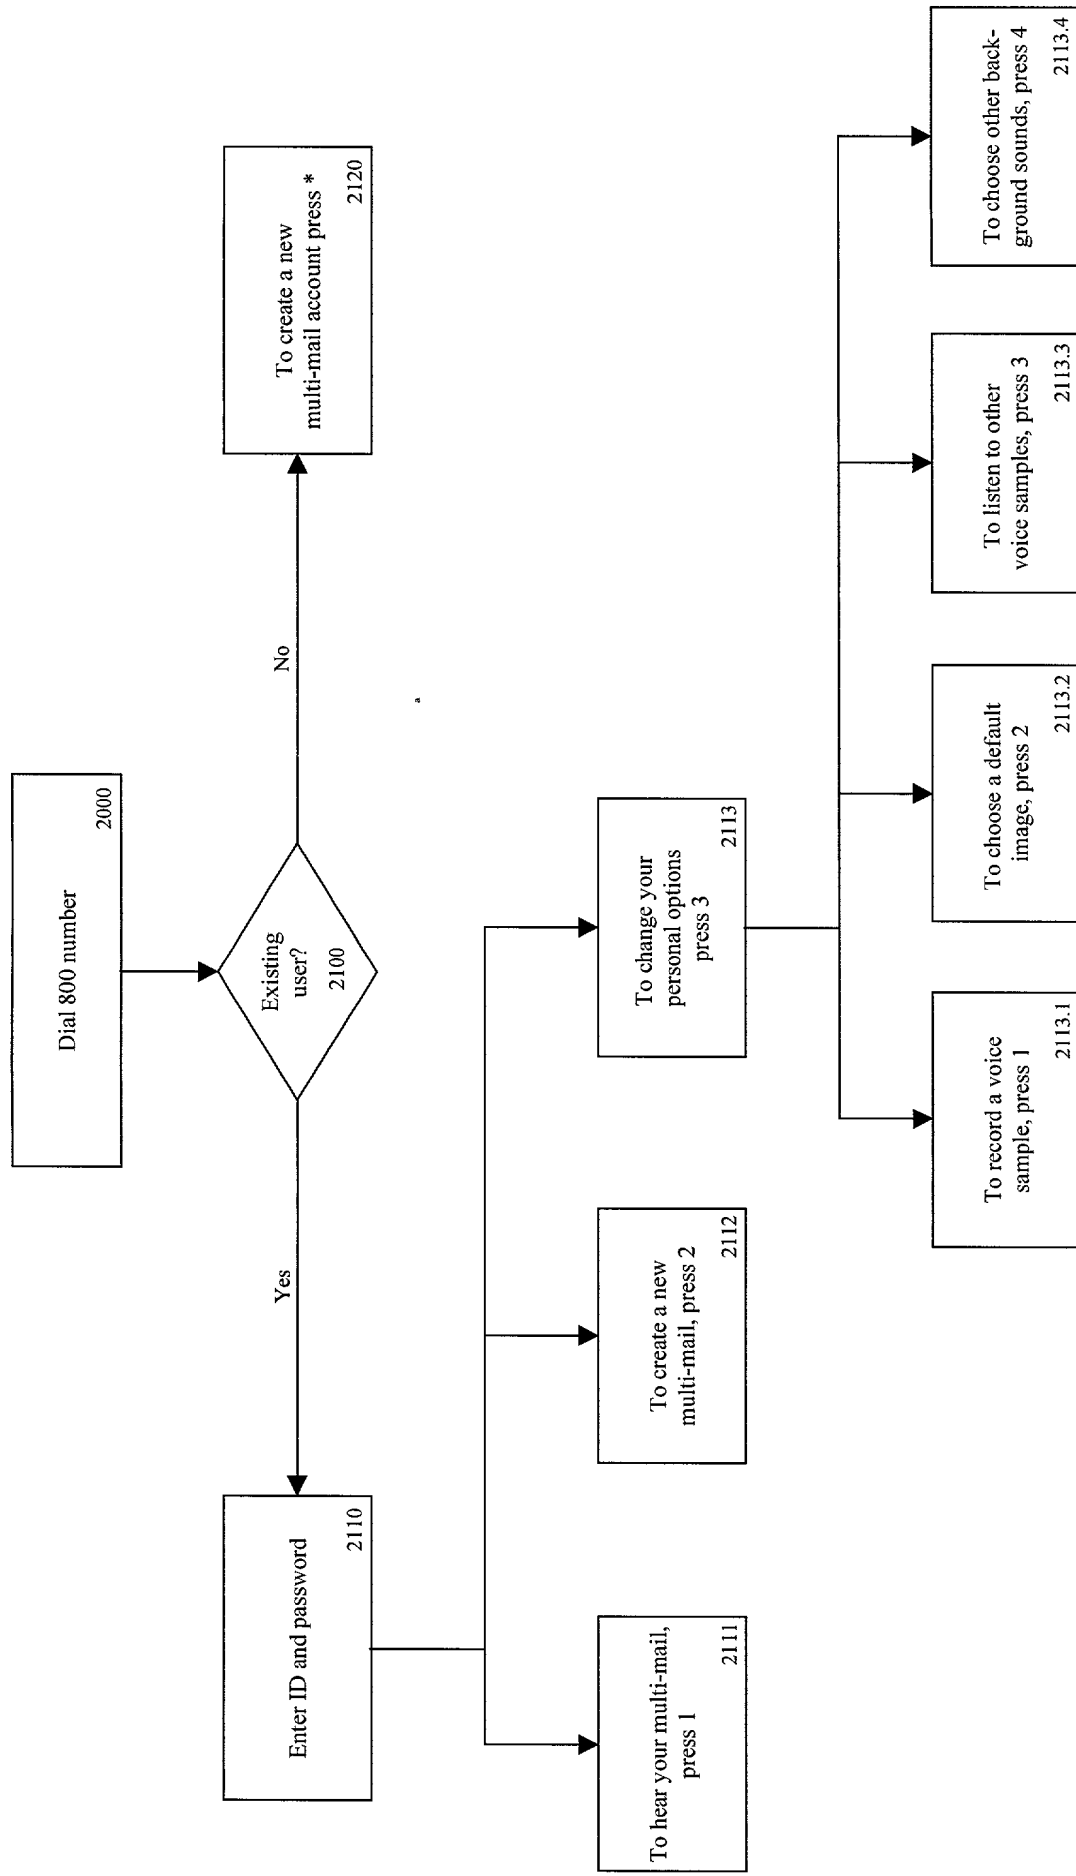 Dial 800 number
2000
Existing
user?
2100
Yes
No
Enter ID and password
2110
To create a new
multi-mail account press *
2120
To hear your multi-mail,
press 1
2111
To create a new
multi-mail, press 2
2112
To change your
personal options
press 3
2113
To record a voice
sample, press 1
2113.1
To choose a default
image, press 2
2113.2
To listen to other
voice samples, press 3
2113.3
To choose other back-
ground sounds, press 4
2113.4